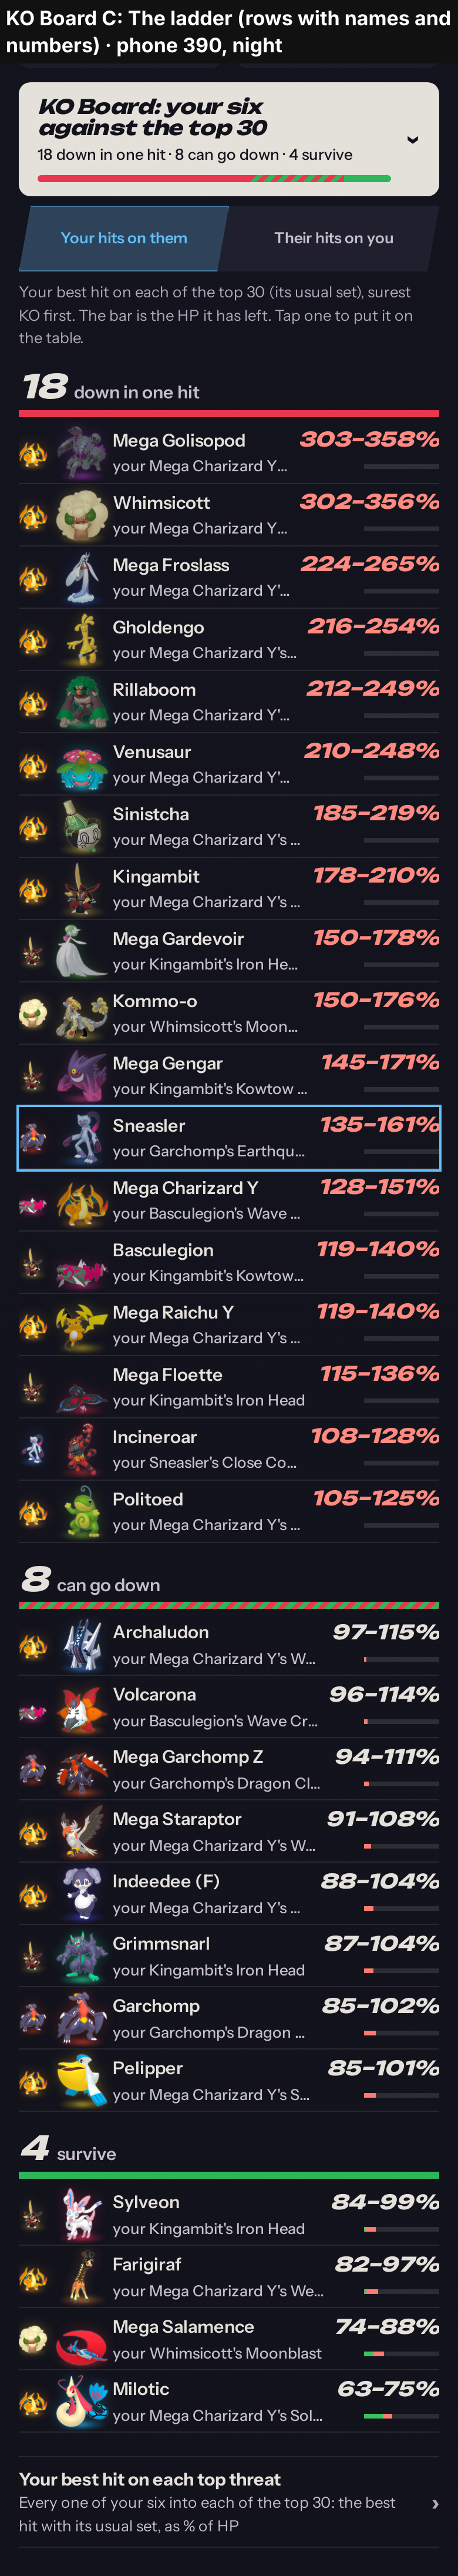 KO Board C: The ladder (rows with names and
numbers) · phone 390, night
KO Board: your six
against the top 30
18 down in one hit · 8 can go down · 4 survive
Your hits on them
Their hits on you
Your best hit on each of the top 30 (its usual set), surest
KO first. The bar is the HP it has left. Tap one to put it on
the table.
18 down in one hit
Mega Golisopod 303–358%
your Mega Charizard Y...
Whimsicott 302–356%
your Mega Charizard Y...
Mega Froslass 224–265%
your Mega Charizard Y'...
Gholdengo 216–254%
your Mega Charizard Y's...
Rillaboom 212–249%
your Mega Charizard Y'...
Venusaur 210–248%
your Mega Charizard Y'...
Sinistcha 185–219%
your Mega Charizard Y's ...
Kingambit 178–210%
your Mega Charizard Y's ...
Mega Gardevoir 150–178%
your Kingambit's Iron He...
Kommo-o 150–176%
your Whimsicott's Moon...
Mega Gengar 145–171%
your Kingambit's Kowtow ...
Sneasler 135–161%
your Garchomp's Earthqu...
Mega Charizard Y 128–151%
your Basculegion's Wave ...
Basculegion 119–140%
your Kingambit's Kowtow...
Mega Raichu Y 119–140%
your Mega Charizard Y's ...
Mega Floette 115–136%
your Kingambit's Iron Head
Incineroar 108–128%
your Sneasler's Close Co...
Politoed 105–125%
your Mega Charizard Y's ...
8 can go down
Archaludon 97–115%
your Mega Charizard Y's W...
Volcarona 96–114%
your Basculegion's Wave Cr...
Mega Garchomp Z 94–111%
your Garchomp's Dragon Cl...
Mega Staraptor 91–108%
your Mega Charizard Y's W...
Indeedee (F) 88–104%
your Mega Charizard Y's ...
Grimmsnarl 87–104%
your Kingambit's Iron Head
Garchomp 85–102%
your Garchomp's Dragon ...
Pelipper 85–101%
your Mega Charizard Y's S...
4 survive
Sylveon 84–99%
your Kingambit's Iron Head
Farigiraf 82–97%
your Mega Charizard Y's We...
Mega Salamence 74–88%
your Whimsicott's Moonblast
Milotic 63–75%
your Mega Charizard Y's Sol...
Your best hit on each top threat
Every one of your six into each of the top 30: the best
hit with its usual set, as % of HP